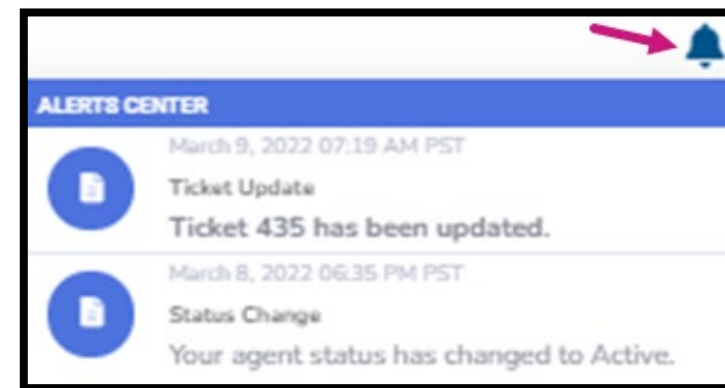 ALERTS CENTER
March 9, 2022 07:19 AM PST
Ticket Update
Ticket 435 has been updated.
March 8, 2022 06:35 PM PST
Status Change
Your agent status has changed to Active.